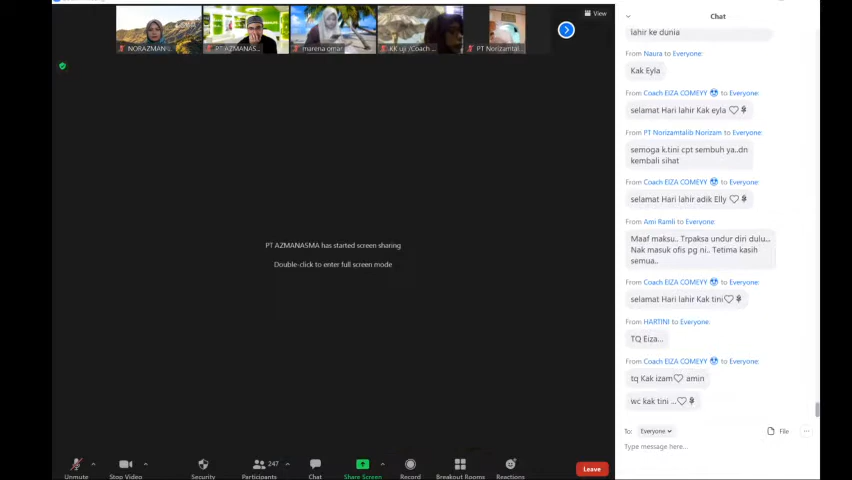 View
NORAZMAN
PT AZMANAS...
marena omar
KK uji /Coach ...
PT Norizamtal...
PT AZMANASMA has started screen sharing
Double-click to enter full screen mode
Unmute
Stop Video
Security
247
Participants
Chat
Share Screen
Record
Breakout Rooms
Reactions
Leave
Chat
lahir ke dunia
From Naura to Everyone:
Kak Eyla
From Coach EIZA COMEYY to Everyone:
selamat Hari lahir Kak eyla
From PT Norizamtalib Norizam to Everyone:
semoga k.tini cpt sembuh ya..dn
kembali sihat
From Coach EIZA COMEYY to Everyone:
selamat Hari lahir adik Elly
From Ami Ramli to Everyone:
Maaf maksu.. Trpaksa undur diri dulu...
Nak masuk ofis pg ni.. Tetima kasih
semua..
From Coach EIZA COMEYY to Everyone:
selamat Hari lahir Kak tini
From HARTINI to Everyone:
TQ Eiza...
From Coach EIZA COMEYY to Everyone:
tq Kak izam amin
wc kak tini ...
To: Everyone
File
Type message here...